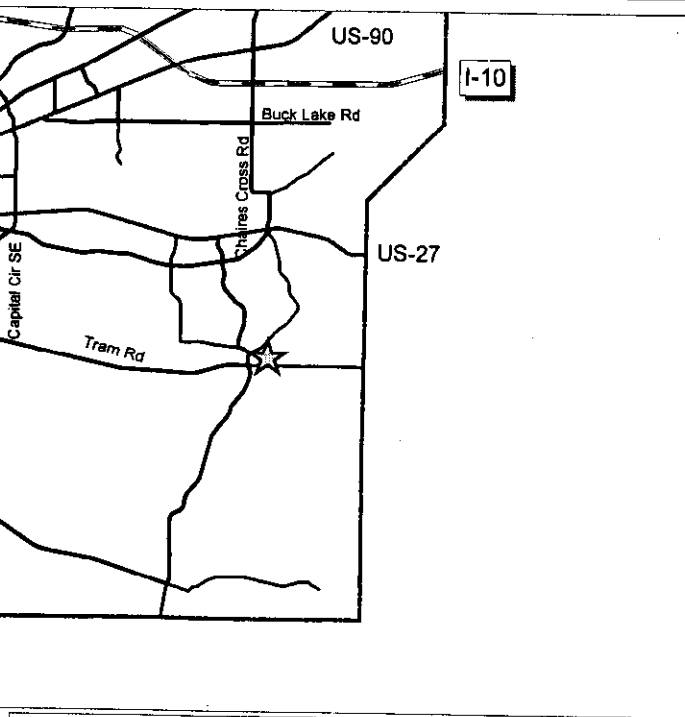 US-90
I-10
Buck Lake Rd
Chaires Cross Rd
US-27
Capital Cir SE
Tram Rd